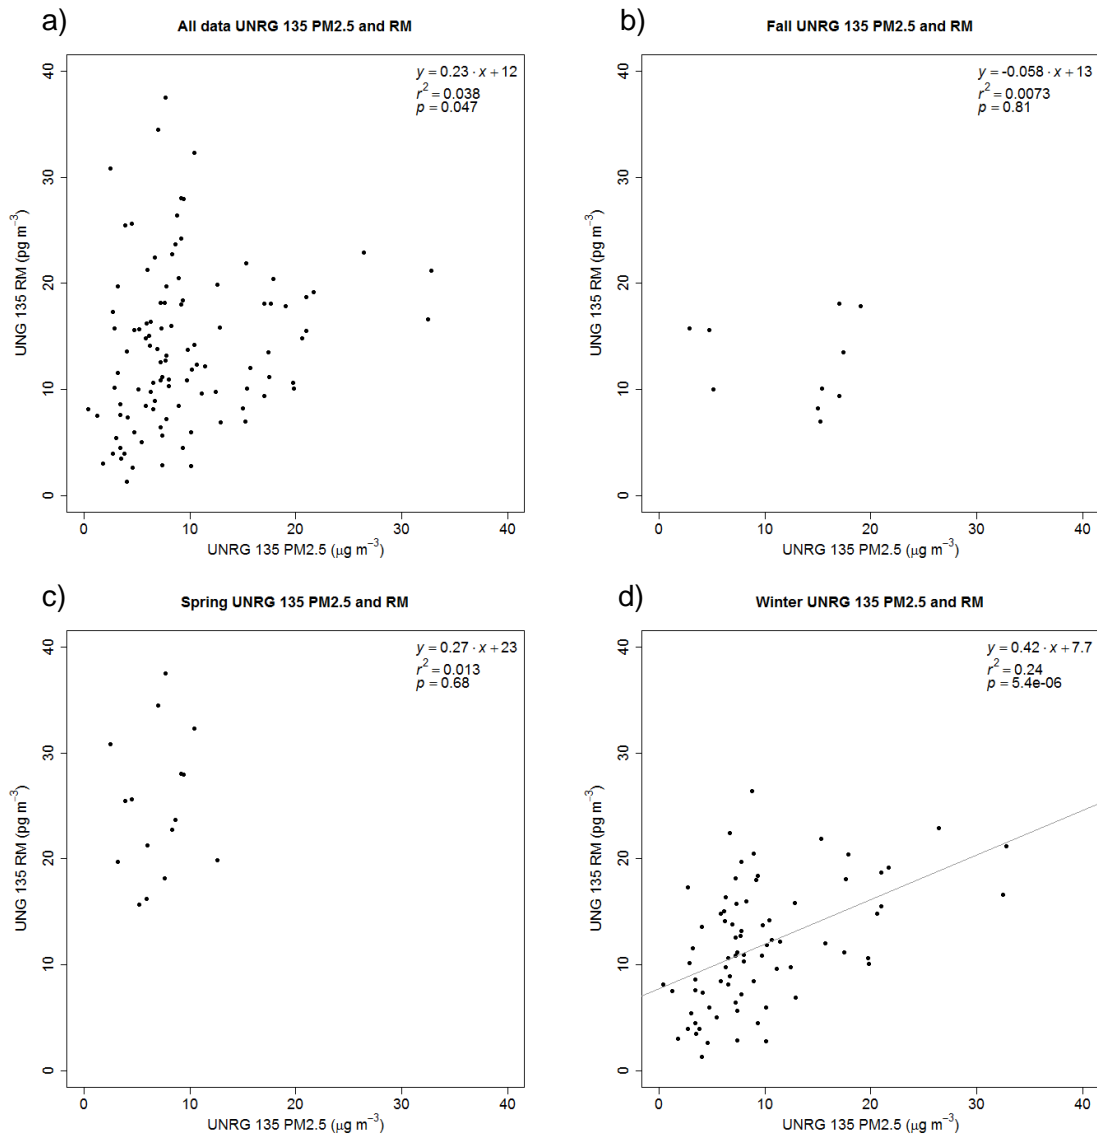 a)
All data UNRG 135 PM2.5 and RM
y = 0.23 · x + 12
r² = 0.038
p = 0.047
40
30
20
10
0
UNG 135 RM (pg m⁻³)
0 10 20 30 40
UNRG 135 PM2.5 (μg m⁻³)
b)
Fall UNRG 135 PM2.5 and RM
y = -0.058 · x + 13
r² = 0.0073
p = 0.81
40
30
20
10
0
UNG 135 RM (pg m⁻³)
0 10 20 30 40
UNRG 135 PM2.5 (μg m⁻³)
c)
Spring UNRG 135 PM2.5 and RM
y = 0.27 · x + 23
r² = 0.013
p = 0.68
40
30
20
10
0
UNG 135 RM (pg m⁻³)
0 10 20 30 40
UNRG 135 PM2.5 (μg m⁻³)
d)
Winter UNRG 135 PM2.5 and RM
y = 0.42 · x + 7.7
r² = 0.24
p = 5.4e-06
40
30
20
10
0
UNG 135 RM (pg m⁻³)
0 10 20 30 40
UNRG 135 PM2.5 (μg m⁻³)